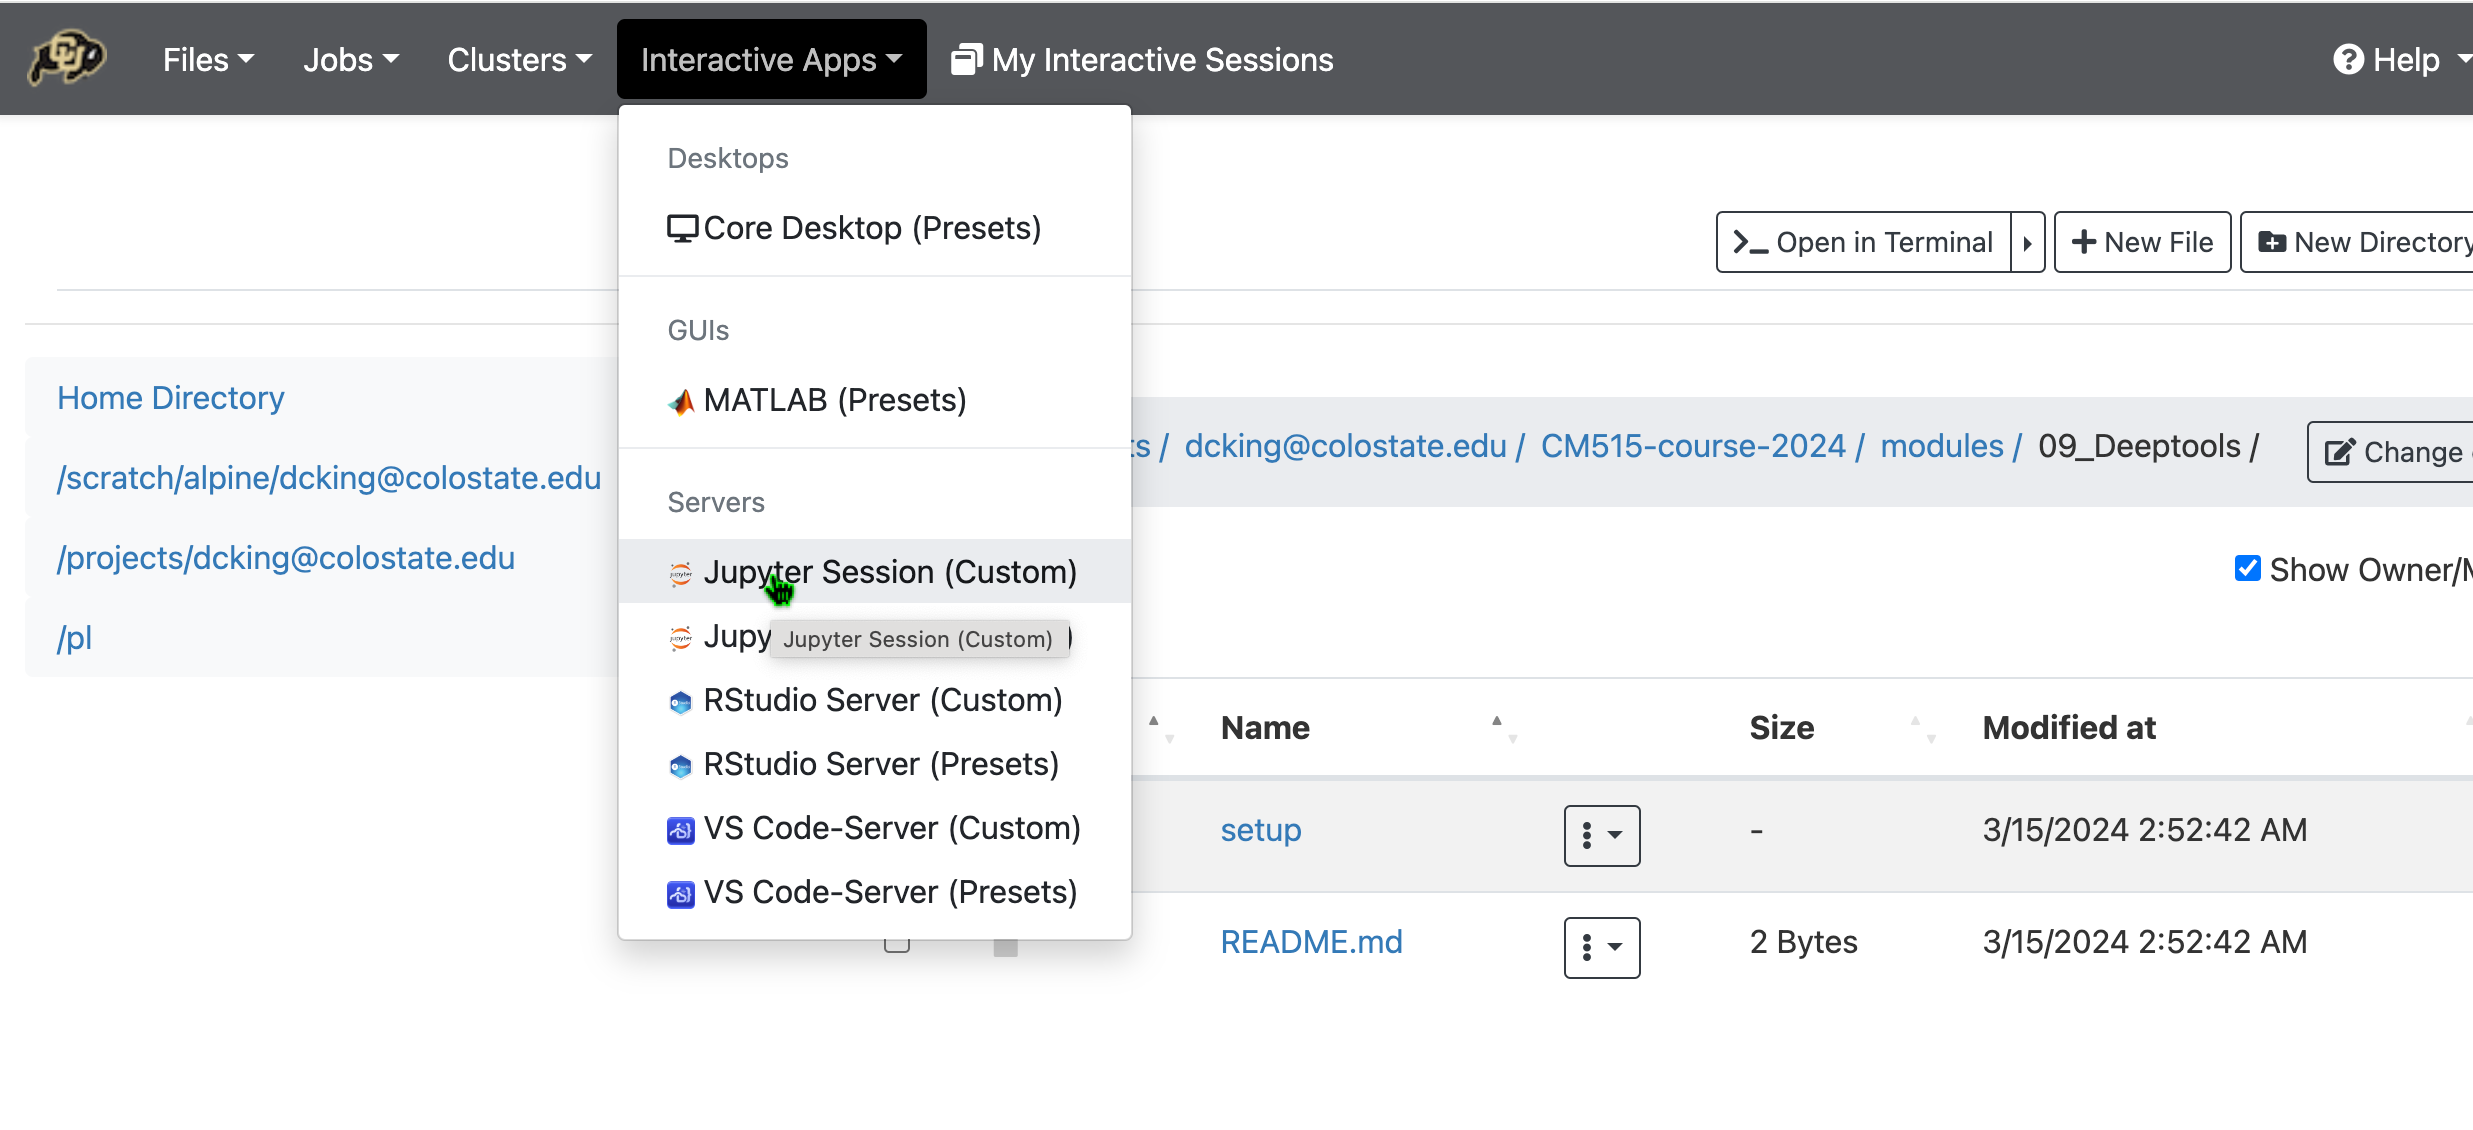 Files Jobs Clusters Interactive Apps My Interactive Sessions Help
Desktops
Core Desktop (Presets)
GUIs
MATLAB (Presets)
Servers
Jupyter Session (Custom)
Jupy
Jupyter Session (Custom)
RStudio Server (Custom)
RStudio Server (Presets)
VS Code-Server (Custom)
VS Code-Server (Presets)
Open in Terminal
New File
New Directory
Home Directory
/scratch/alpine/dcking@colostate.edu
/projects/dcking@colostate.edu
/pl
ts / dcking@colostate.edu / CM515-course-2024 / modules / 09_Deeptools /
Change
Show Owner/M
Name Size Modified at
setup - 3/15/2024 2:52:42 AM
README.md 2 Bytes 3/15/2024 2:52:42 AM